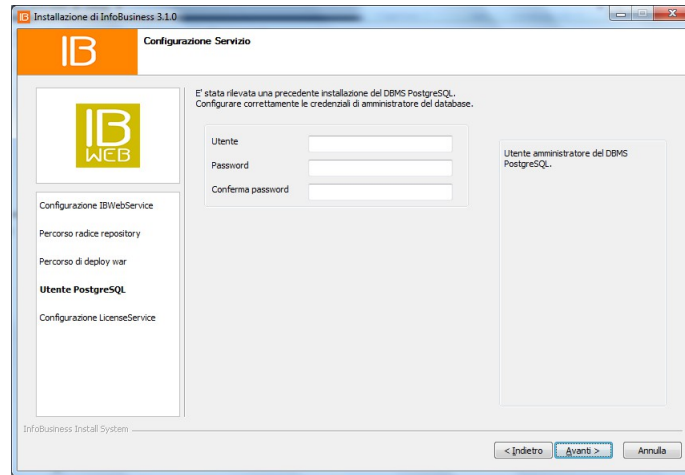 Installazione di InfoBusiness 3.1.0
IB
Configurazione Servizio
IB
WEB
E' stata rilevata una precedente installazione del DBMS PostgreSQL.
Configurare correttamente le credenziali di amministratore del database.
Utente
Password
Conferma password
Utente amministratore del DBMS
PostgreSQL.
Configurazione IBWebService
Percorso radice repository
Percorso di deploy war
Utente PostgreSQL
Configurazione LicenseService
InfoBusiness Install System
< Indietro
Avanti >
Annulla